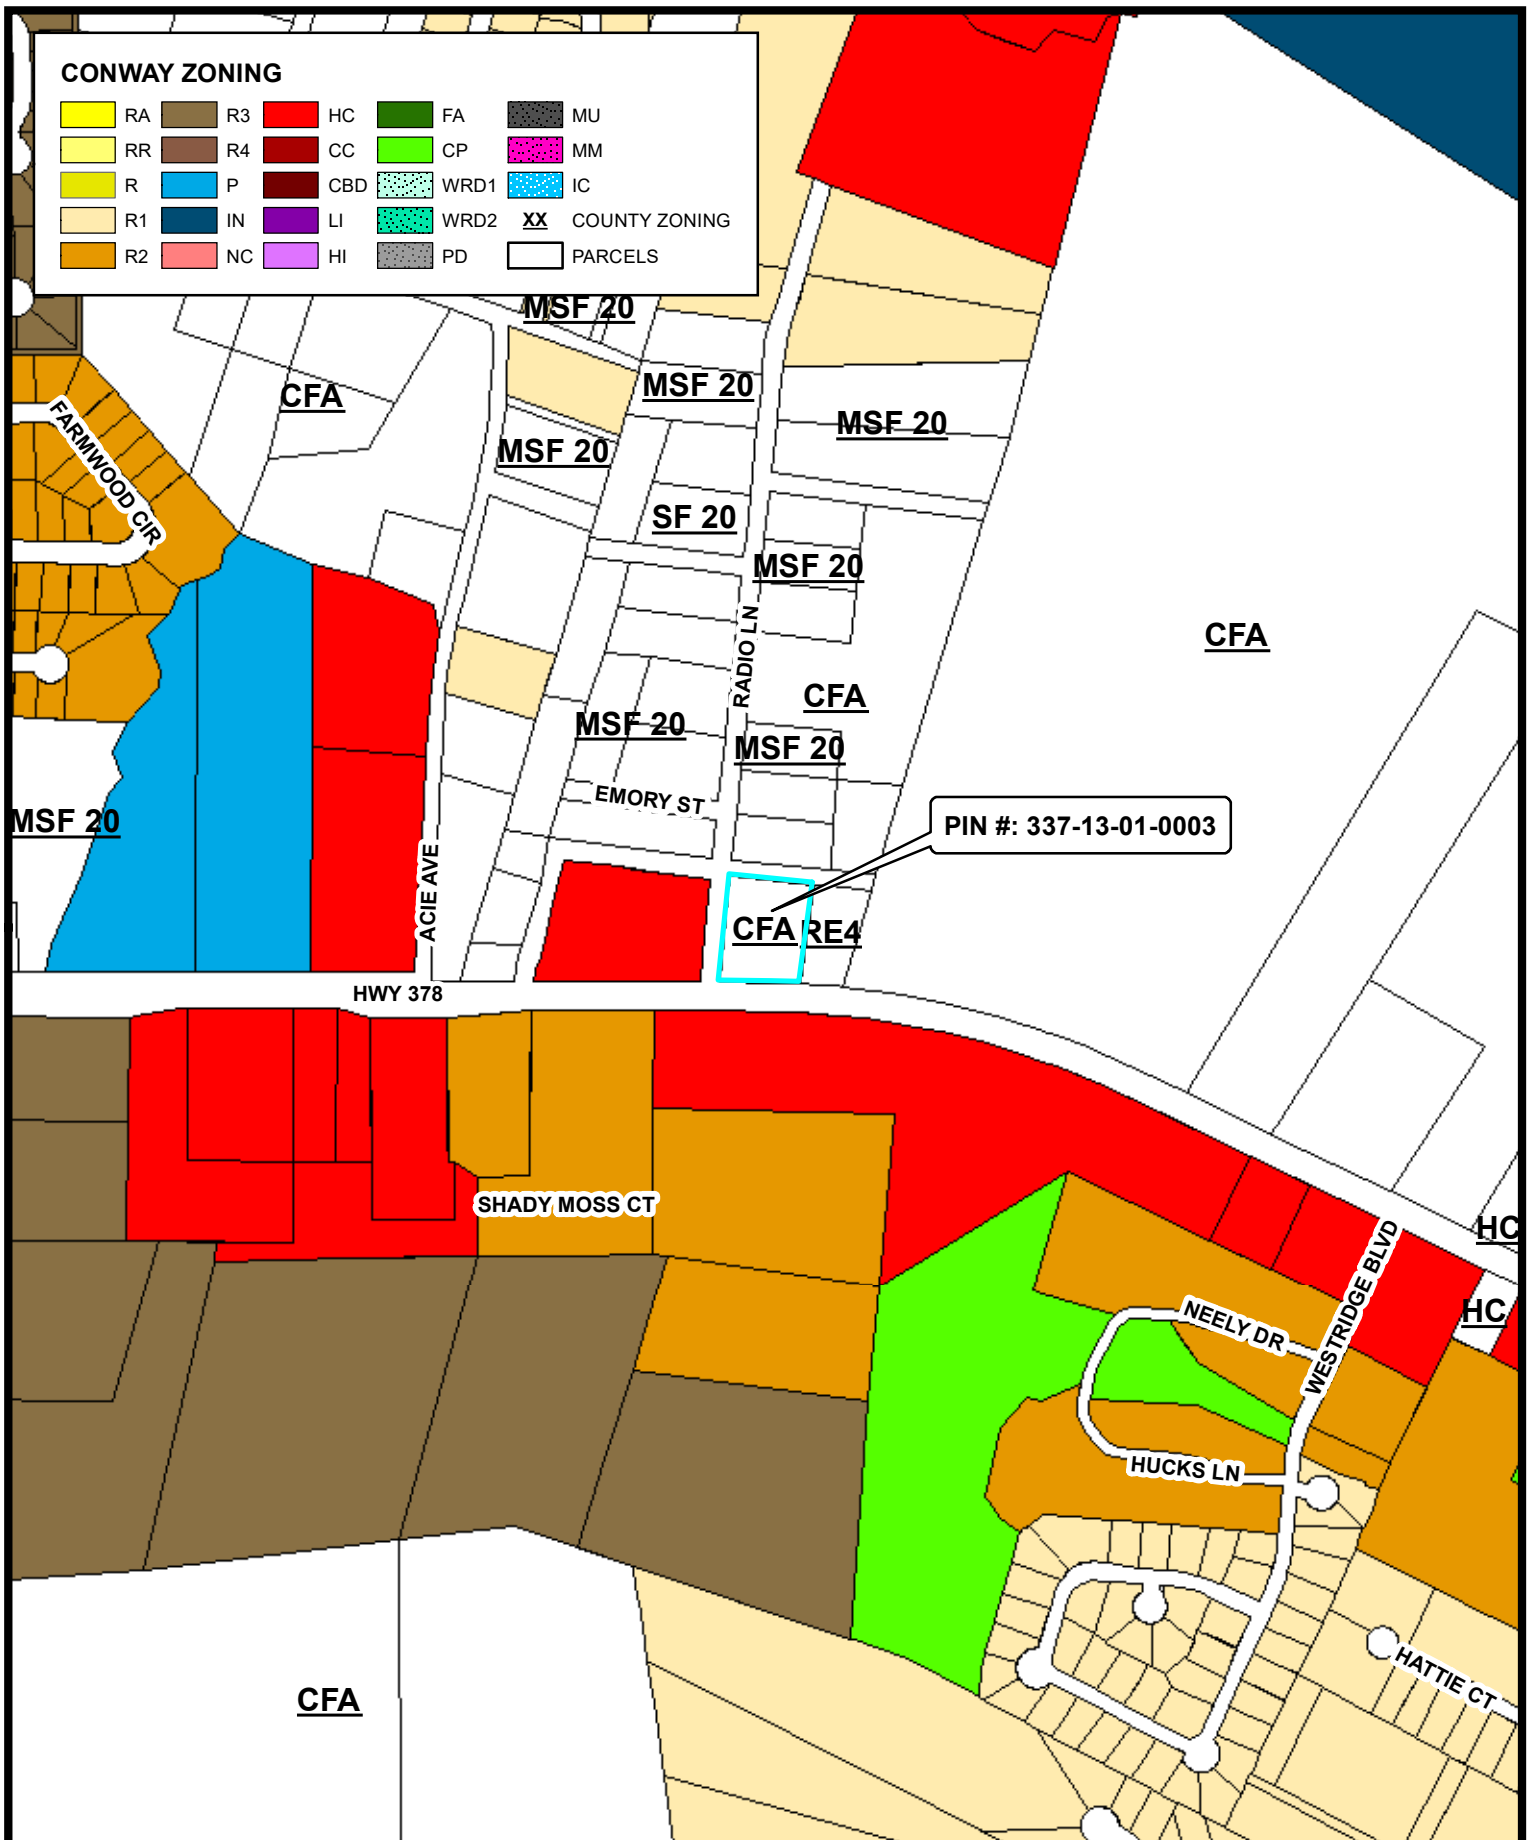 CONWAY ZONING
RA R3 HC FA MU
RR R4 CC CP MM
R P CBD WRD1 IC
R1 IN LI WRD2 XX COUNTY ZONING
R2 NC HI PD PARCELS
MSF 20
MSF 20
CFA
MSF 20
FARMWOOD CIR
MSF 20
SF 20
MSF 20
CFA
RADIO LN
CFA
MSF 20
MSF 20
EMORY ST
MSF 20
PIN #: 337-13-01-0003
ACIE AVE
CFA
RE4
HWY 378
SHADY MOSS CT
HC
WESTRIDGE BLVD
HC
NEELY DR
HUCKS LN
HATTIE CT
CFA